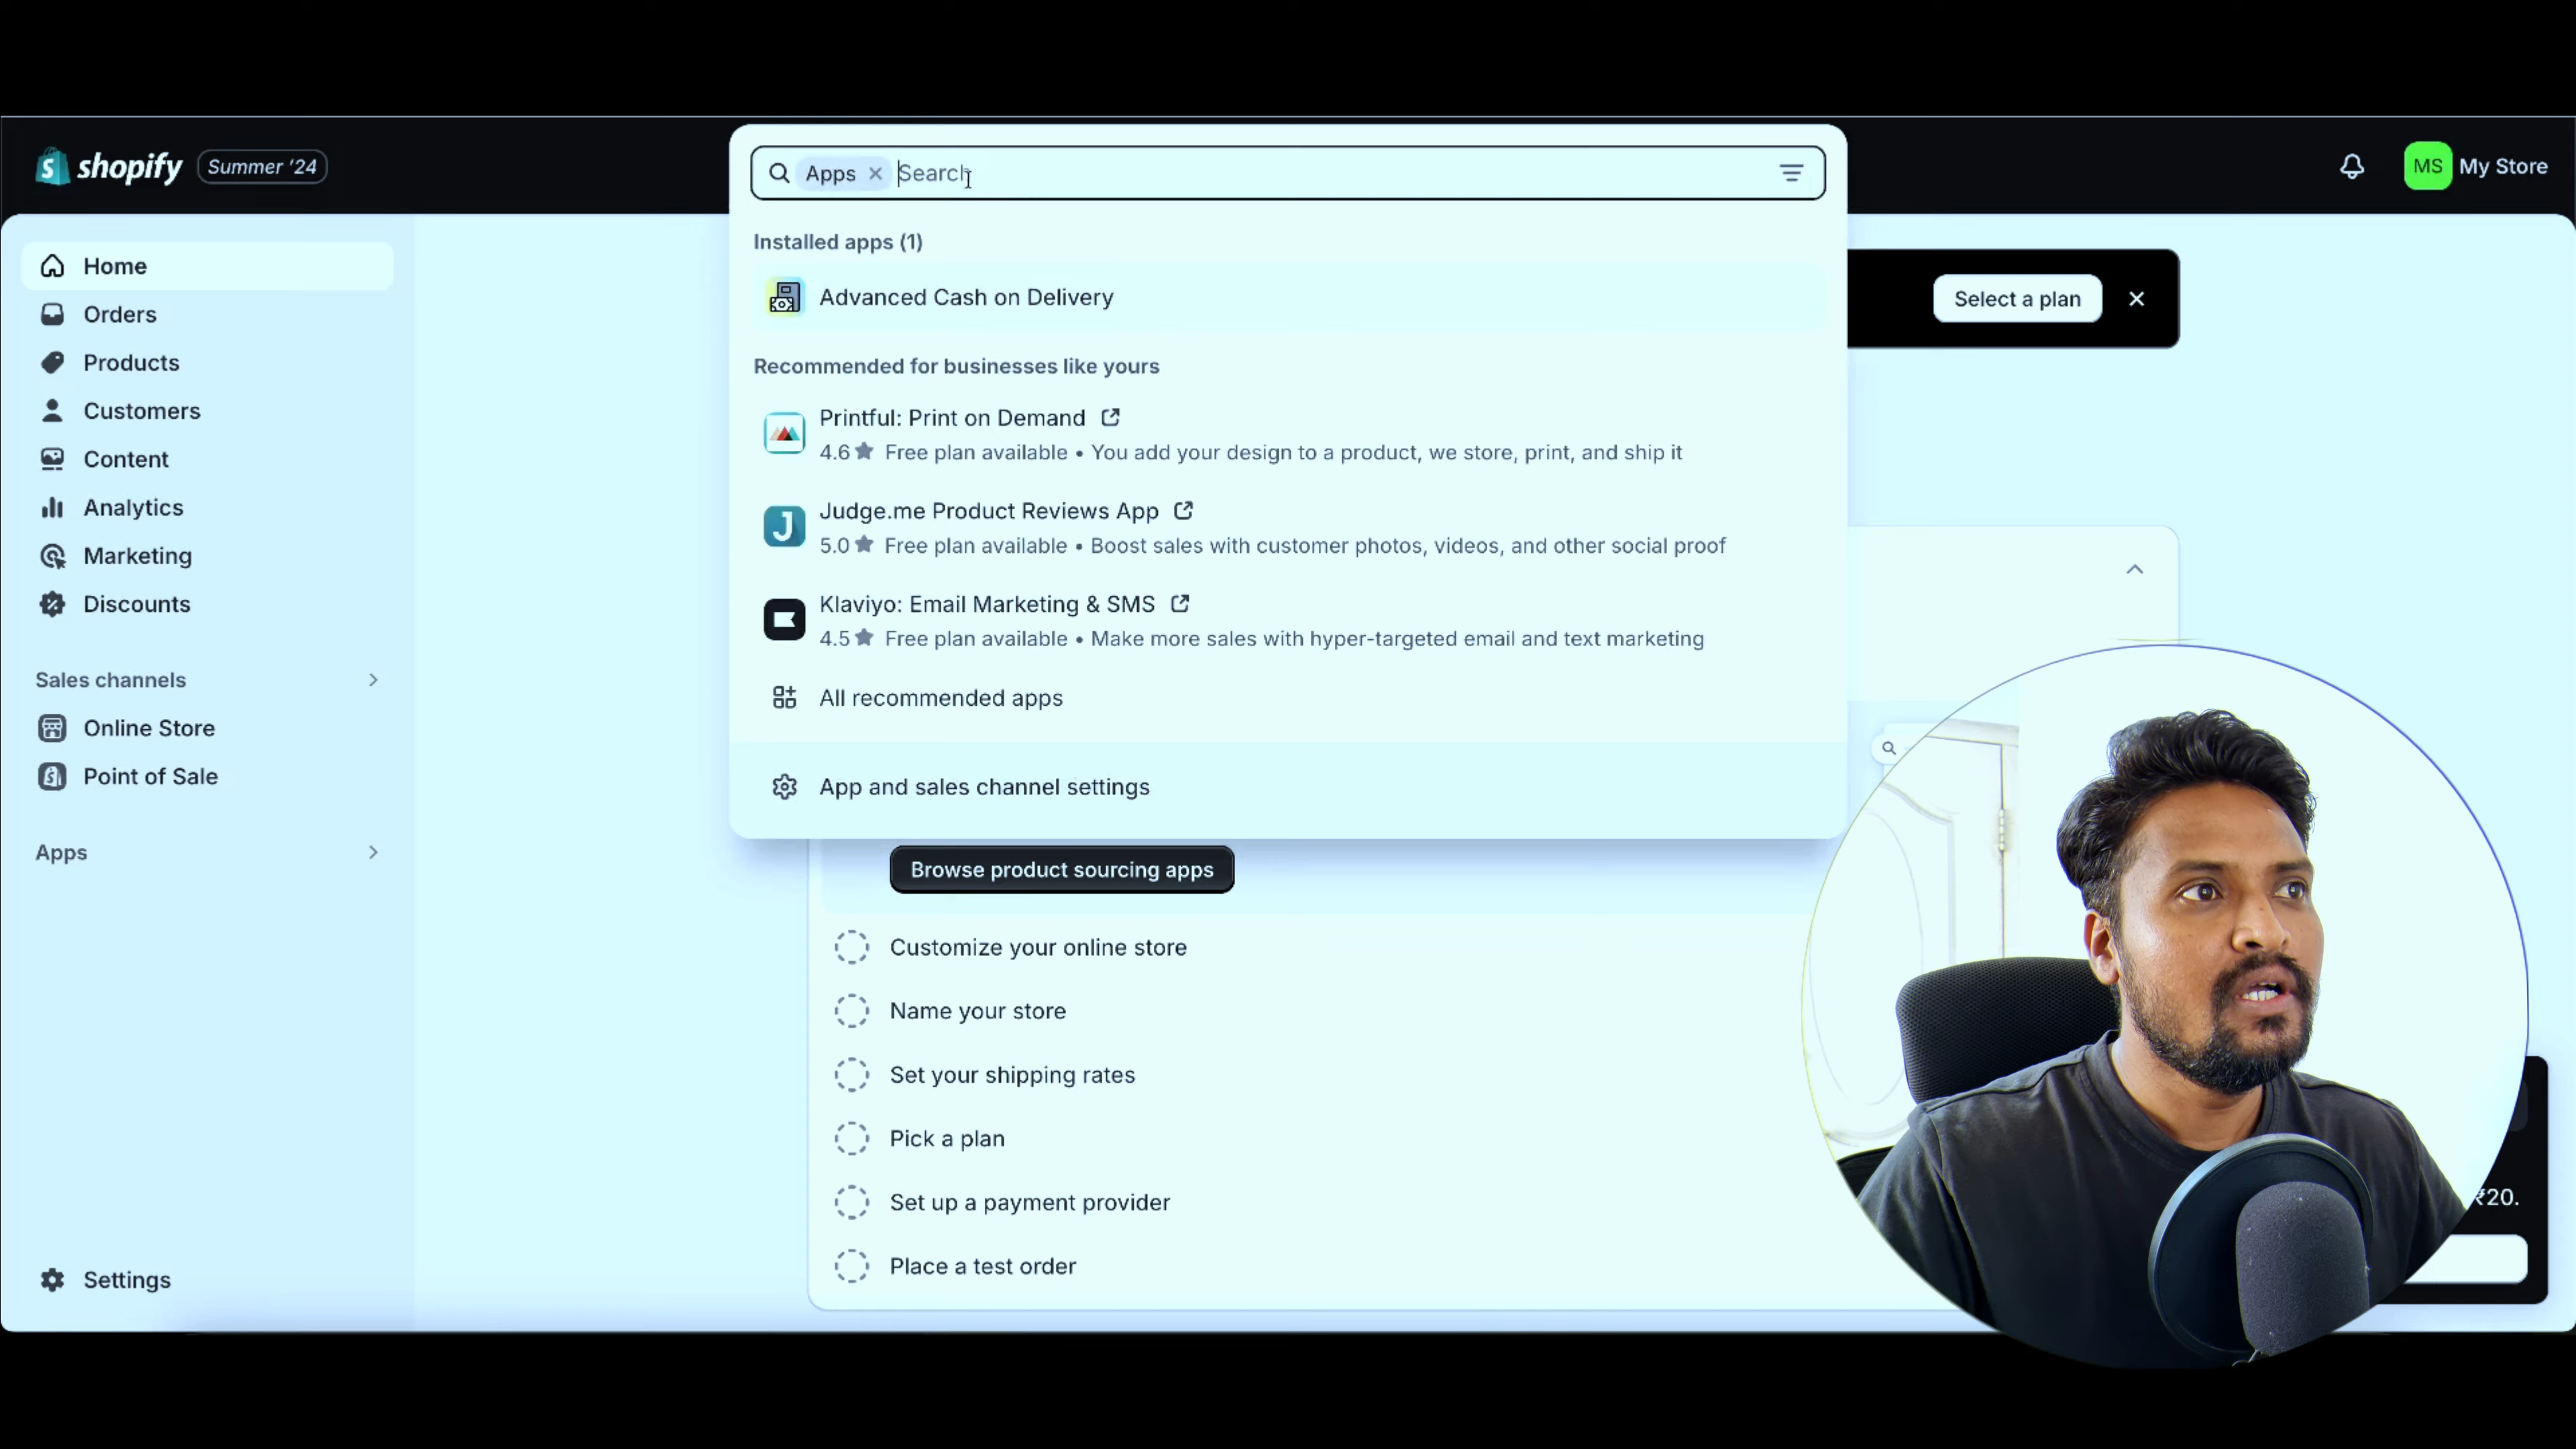 shopify
Summer '24
Apps
Search
MS
My Store
Home
Orders
Products
Customers
Content
Analytics
Marketing
Discounts
Sales channels
Online Store
Point of Sale
Apps
Settings
Installed apps (1)
Advanced Cash on Delivery
Recommended for businesses like yours
Printful: Print on Demand
4.6★ Free plan available • You add your design to a product, we store, print, and ship it
Judge.me Product Reviews App
5.0★ Free plan available • Boost sales with customer photos, videos, and other social proof
Klaviyo: Email Marketing & SMS
4.5★ Free plan available • Make more sales with hyper-targeted email and text marketing
All recommended apps
App and sales channel settings
Select a plan
Browse product sourcing apps
Customize your online store
Name your store
Set your shipping rates
Pick a plan
Set up a payment provider
Place a test order
₹20.